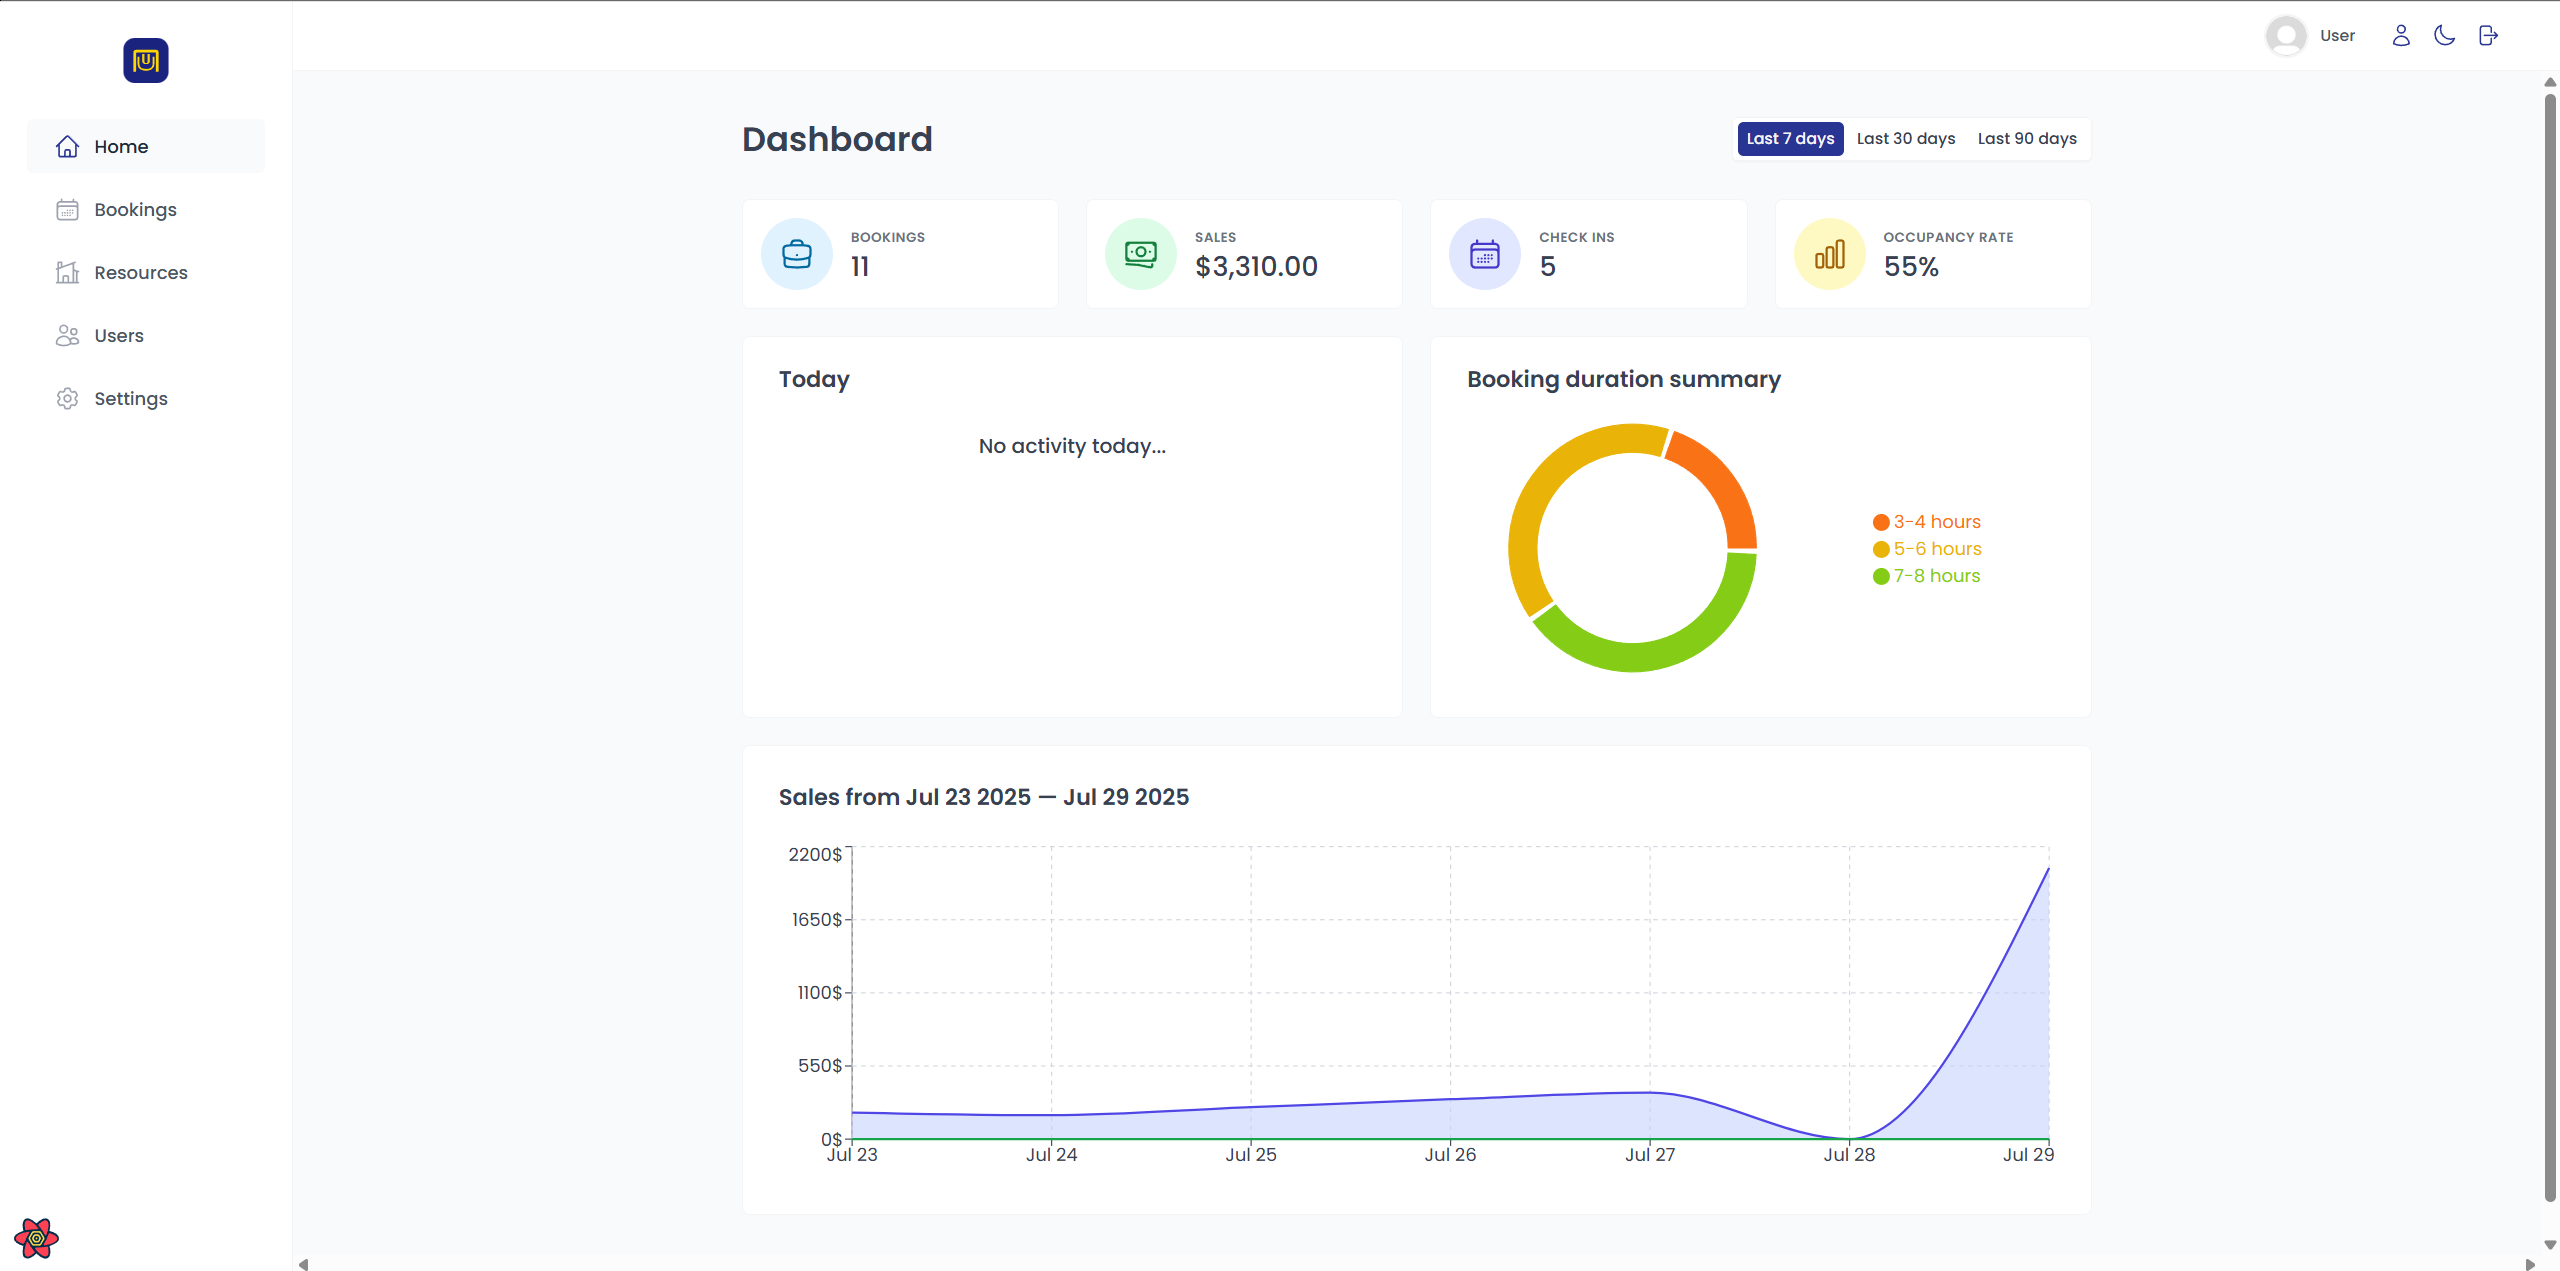 U
User
Home
Bookings
Resources
Users
Settings
Dashboard
Last 7 days Last 30 days Last 90 days
BOOKINGS
11
SALES
$3,310.00
CHECK INS
5
OCCUPANCY RATE
55%
Today
No activity today...
Booking duration summary
3-4 hours
5-6 hours
7-8 hours
Sales from Jul 23 2025 — Jul 29 2025
2200$
1650$
1100$
550$
0$
Jul 23 Jul 24 Jul 25 Jul 26 Jul 27 Jul 28 Jul 29